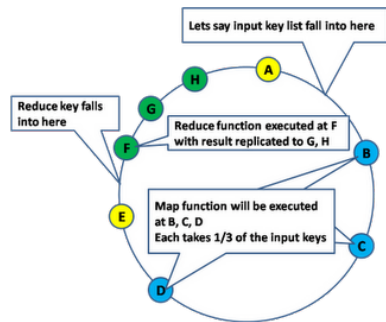 Lets say input key list fall into here
A
H
G
Reduce key falls
into here
Reduce function executed at F
with result replicated to G, H
F
B
Map function will be executed
at B, C, D
Each takes 1/3 of the input keys
E
C
D